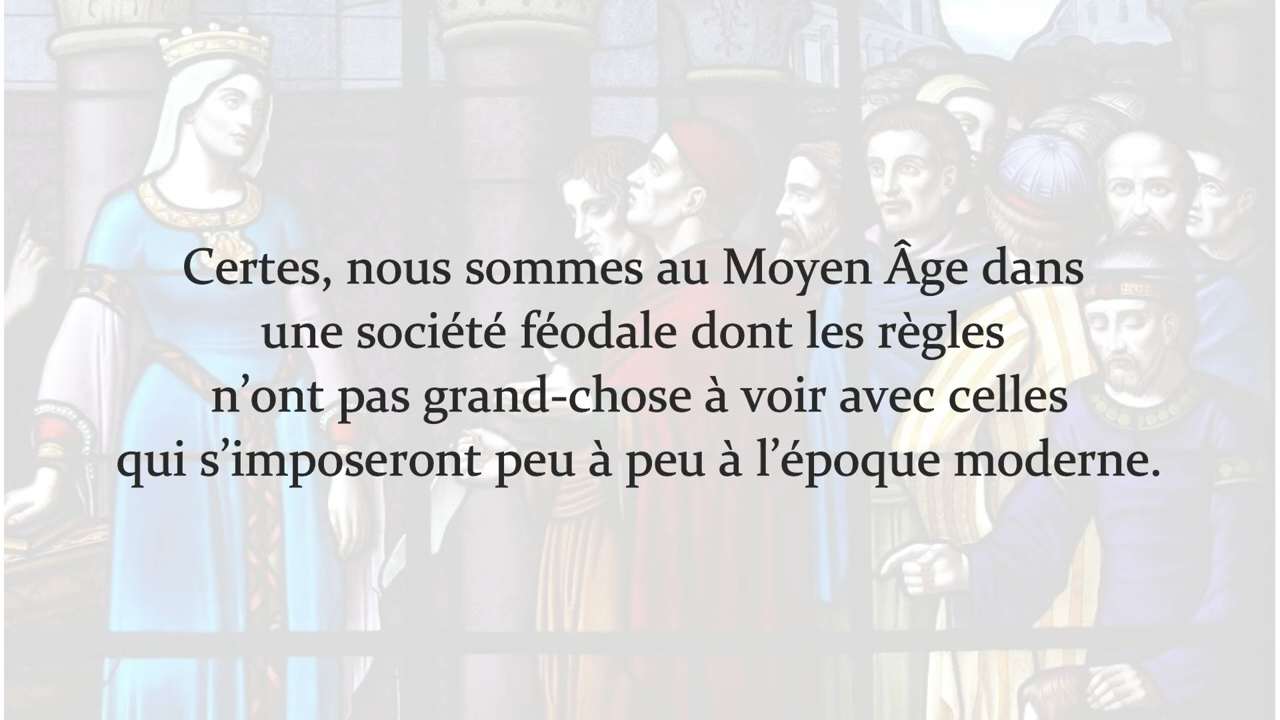 Certes, nous sommes au Moyen Âge dans
une société féodale dont les règles
n’ont pas grand-chose à voir avec celles
qui s’imposeront peu à peu à l’époque moderne.